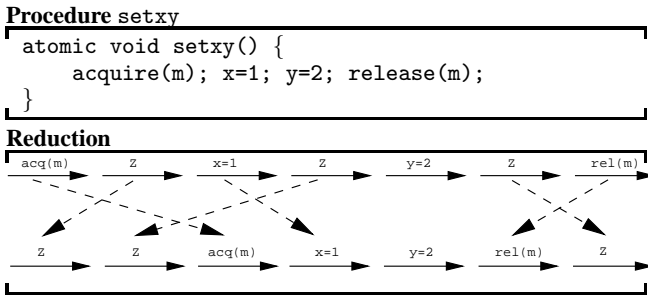 Procedure setxy
atomic void setxy() {
acquire(m); x=1; y=2; release(m);
}
Reduction
acq(m) Z x=1 Z y=2 Z rel(m)
Z Z acq(m) x=1 y=2 rel(m) Z